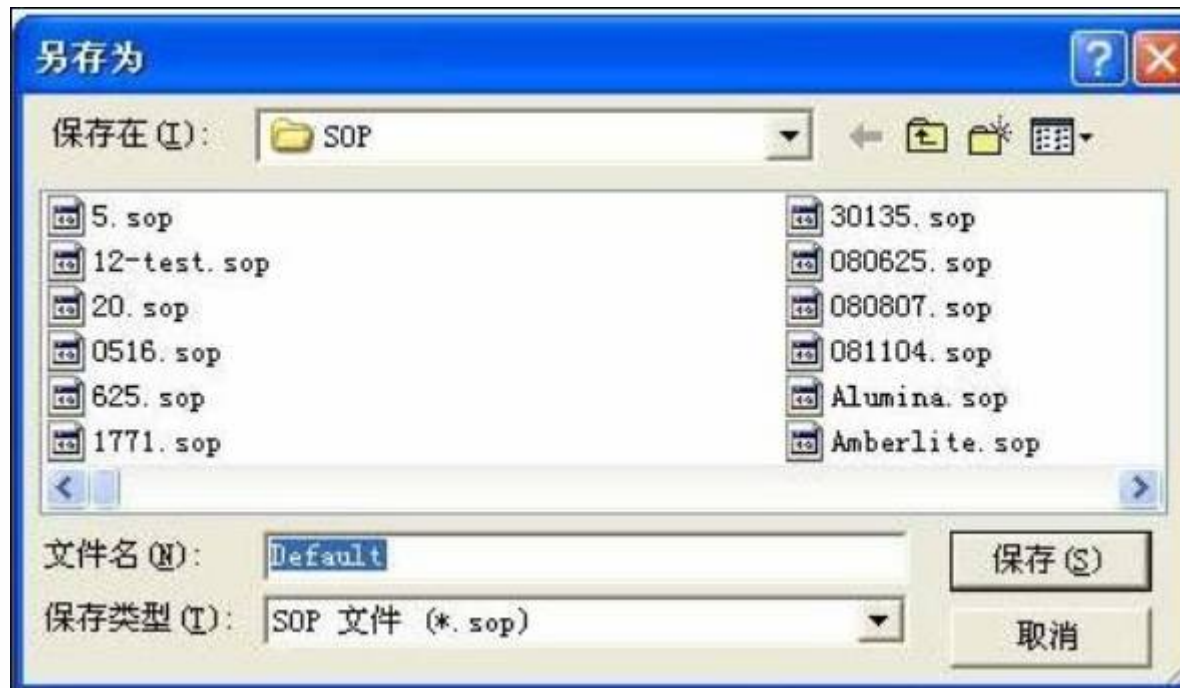 另存为
保存在(I): SOP
5.sop
12-test.sop
20.sop
0516.sop
625.sop
1771.sop
30135.sop
080625.sop
080807.sop
081104.sop
Alumina.sop
Amberlite.sop
文件名(N): Default
保存(S)
保存类型(T): SOP 文件 (*.sop)
取消